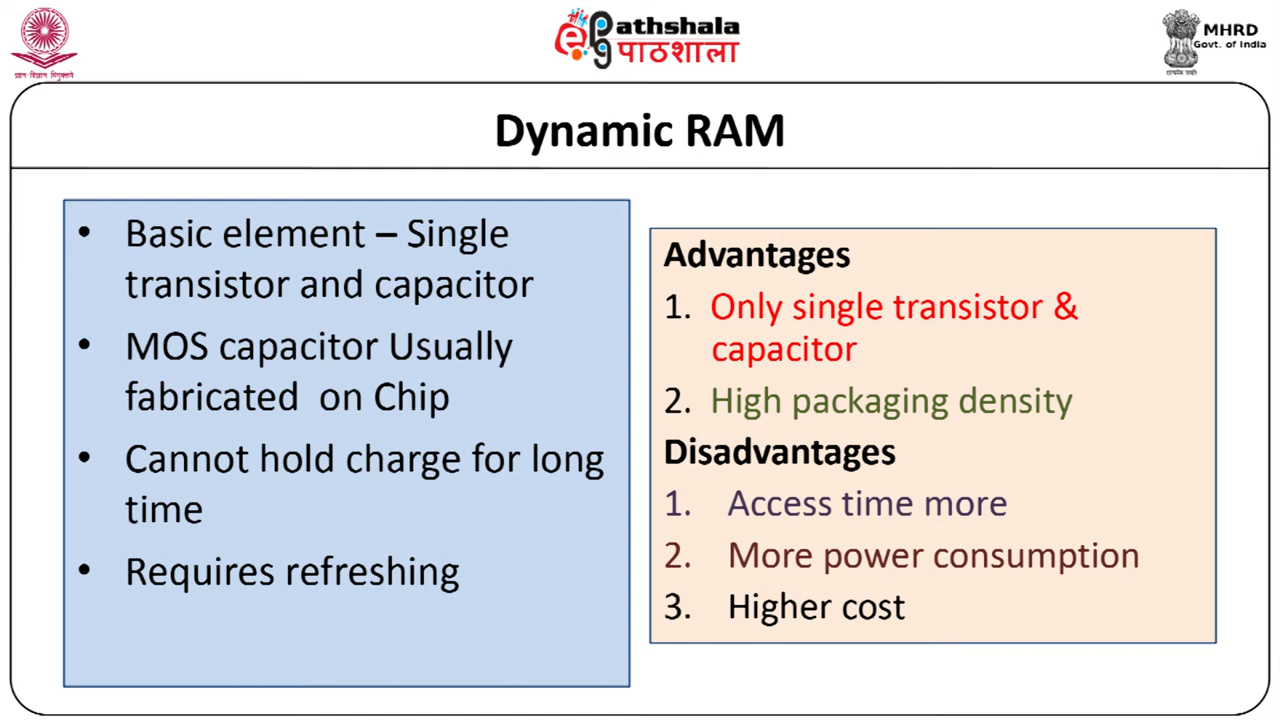 ePathshala
पाठशाला
MHRD
Govt. of India
Dynamic RAM
• Basic element – Single
transistor and capacitor
• MOS capacitor Usually
fabricated on Chip
• Cannot hold charge for long
time
• Requires refreshing
Advantages
1. Only single transistor &
capacitor
2. High packaging density
Disadvantages
1. Access time more
2. More power consumption
3. Higher cost